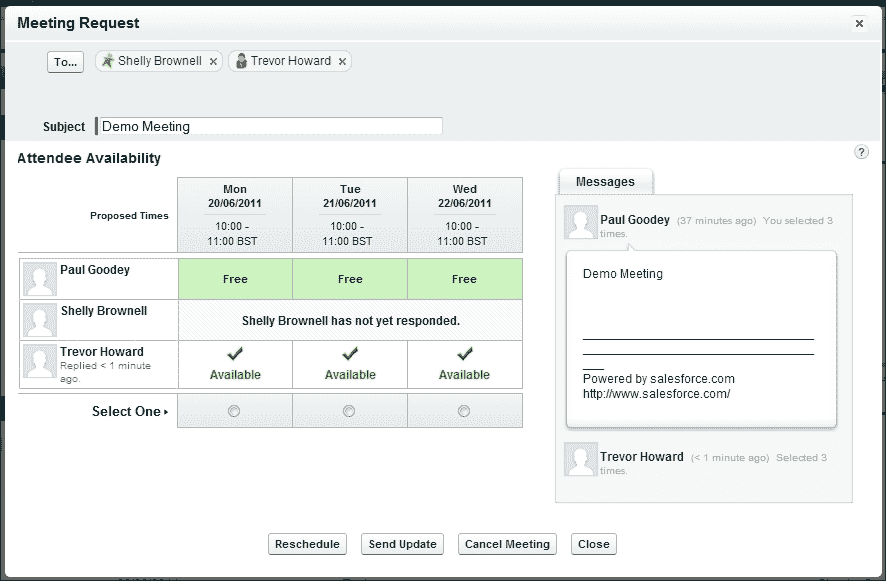 Meeting Request
To...
Shelly Brownell
Trevor Howard
Subject
Demo Meeting
Attendee Availability
?
Proposed Times
Mon
20/06/2011
10:00 -
11:00 BST
Tue
21/06/2011
10:00 -
11:00 BST
Wed
22/06/2011
10:00 -
11:00 BST
Paul Goodey
Free
Free
Free
Shelly Brownell
Shelly Brownell has not yet responded.
Trevor Howard
Replied < 1 minute
ago.
Available
Available
Available
Select One
Messages
Paul Goodey (37 minutes ago) You selected 3
times.
Demo Meeting
Powered by salesforce.com
http://www.salesforce.com/
Trevor Howard (< 1 minute ago) Selected 3
times.
Reschedule
Send Update
Cancel Meeting
Close